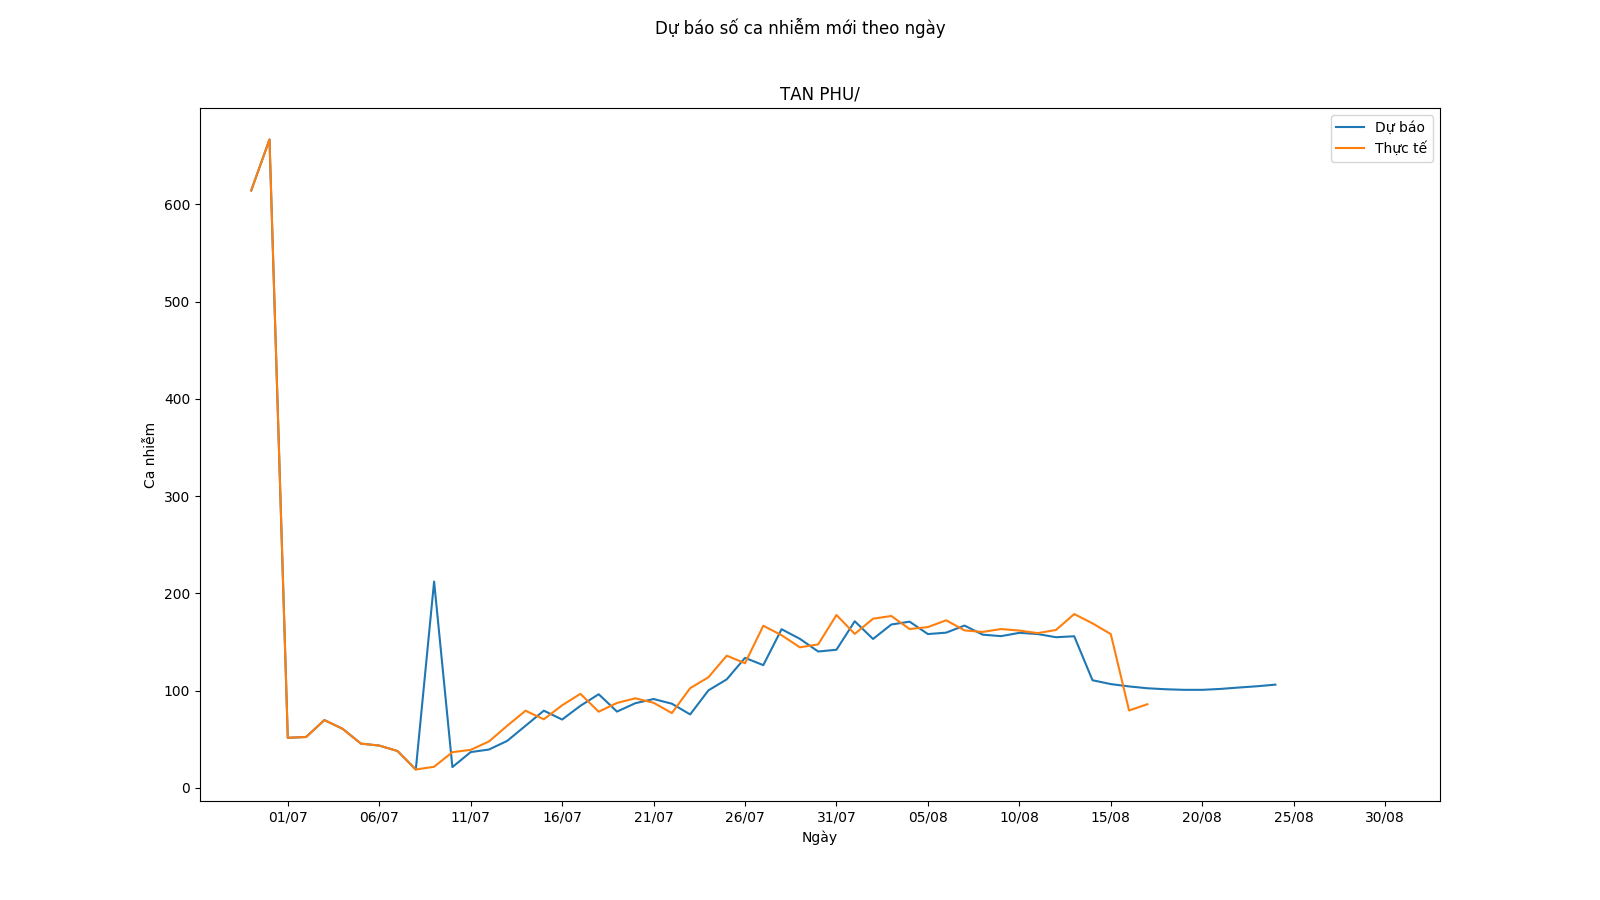 Dự báo số ca nhiễm mới theo ngày
TAN PHU/
Dự báo
Thực tế
600
500
400
300
200
100
0
Ca nhiễm
01/07 06/07 11/07 16/07 21/07 26/07 31/07 05/08 10/08 15/08 20/08 25/08 30/08
Ngày